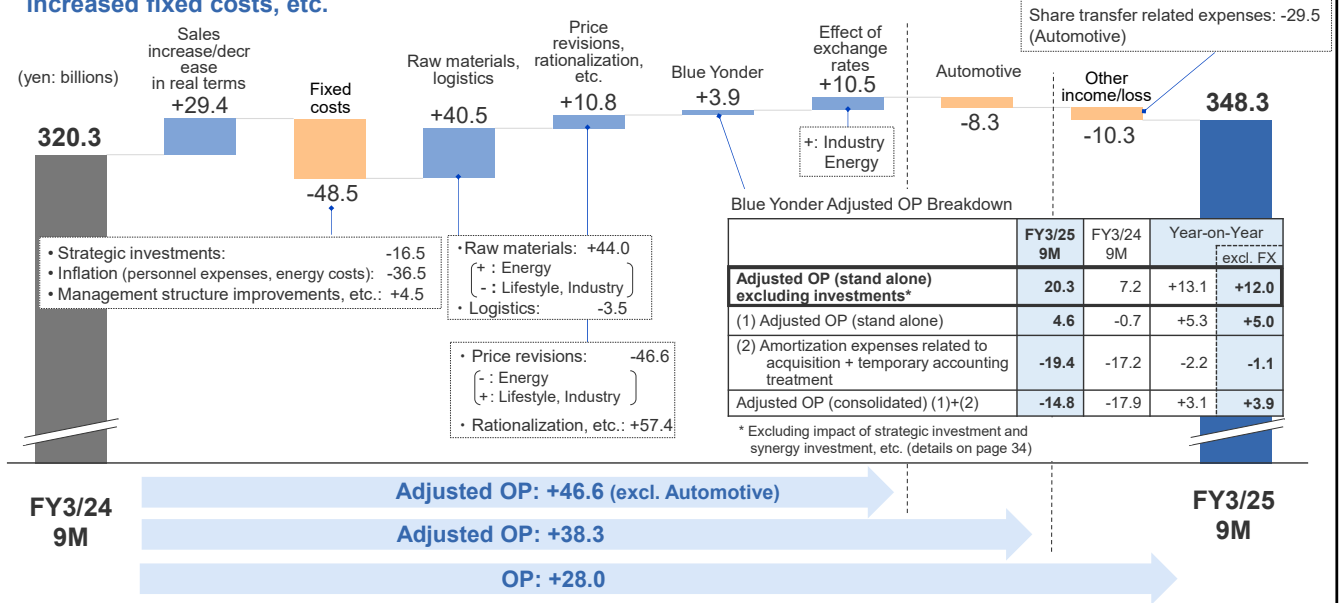 increased fixed costs, etc.
Share transfer related expenses: -29.5
(Automotive)
(yen: billions)
320.3
Sales
increase/decr
ease
in real terms
+29.4
Fixed
costs
-48.5
Raw materials,
logistics
+40.5
Price
revisions,
rationalization,
etc.
+10.8
Blue Yonder
+3.9
Effect of
exchange
rates
+10.5
Automotive
-8.3
Other
income/loss
-10.3
348.3
+: Industry
Energy
• Strategic investments: -16.5
• Inflation (personnel expenses, energy costs): -36.5
• Management structure improvements, etc.: +4.5
・Raw materials: +44.0
+ : Energy
- : Lifestyle, Industry
・Logistics: -3.5
・Price revisions: -46.6
- : Energy
+: Lifestyle, Industry
・Rationalization, etc.: +57.4
Blue Yonder Adjusted OP Breakdown
FY3/25 9M FY3/24 9M Year-on-Year
excl. FX
Adjusted OP (stand alone)
excluding investments* 20.3 7.2 +13.1 +12.0
(1) Adjusted OP (stand alone) 4.6 -0.7 +5.3 +5.0
(2) Amortization expenses related to
acquisition + temporary accounting
treatment -19.4 -17.2 -2.2 -1.1
Adjusted OP (consolidated) (1)+(2) -14.8 -17.9 +3.1 +3.9
* Excluding impact of strategic investment and
synergy investment, etc. (details on page 34)
FY3/24
9M
Adjusted OP: +46.6 (excl. Automotive)
Adjusted OP: +38.3
OP: +28.0
FY3/25
9M